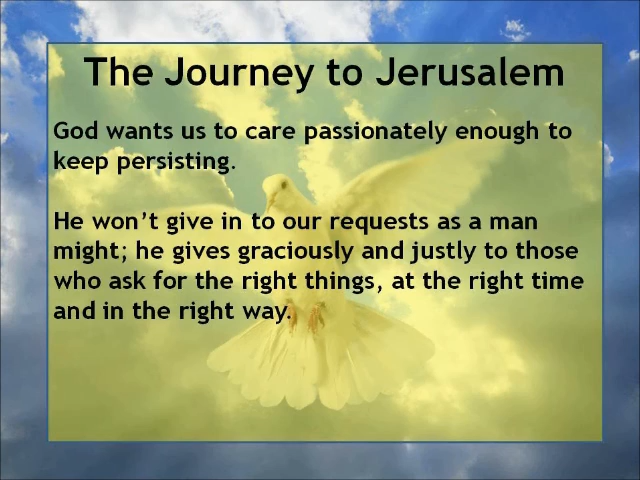 The Journey to Jerusalem
God wants us to care passionately enough to
keep persisting.
He won’t give in to our requests as a man
might; he gives graciously and justly to those
who ask for the right things, at the right time
and in the right way.